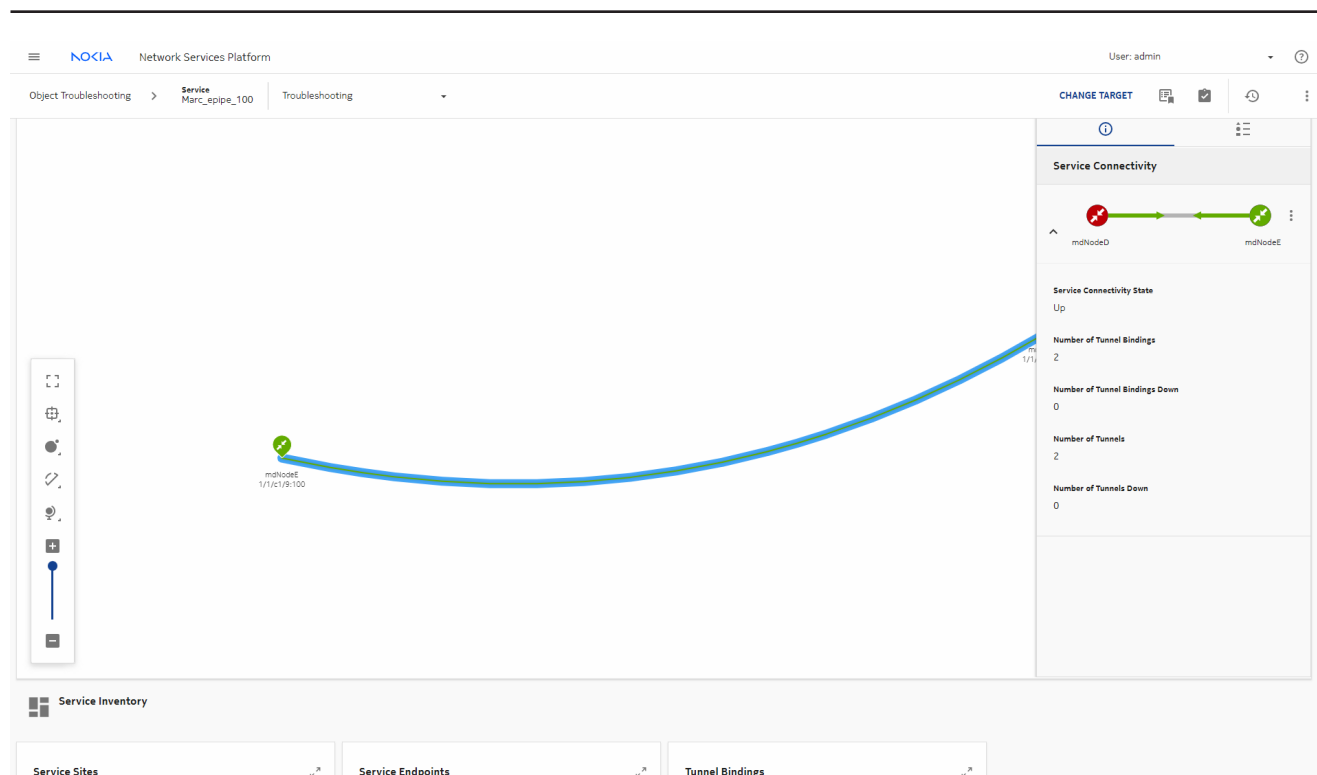 NOKIA Network Services Platform User: admin
Object Troubleshooting Service Troubleshooting CHANGE TARGET
Marc_epipe_100
Service Connectivity
mdNodeD mdNodeE
Service Connectivity State
Up
Number of Tunnel Bindings
2
Number of Tunnel Bindings Down
0
Number of Tunnels
2
Number of Tunnels Down
0
m
1/1/
mdNodeE
1/1/c1/9:100
Service Inventory
Service Sites Service Endpoints Tunnel Bindings